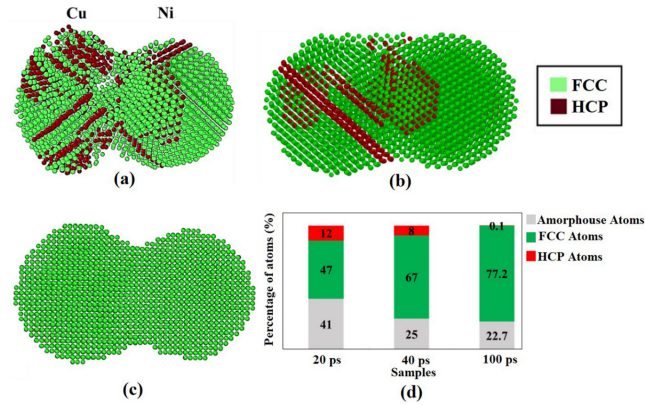 Cu Ni
FCC
HCP
(a)
(b)
Percentage of atoms (%)
12
8
0.1
47
67
77.2
41
25
22.7
20 ps 40 ps 100 ps
Samples
Amorphouse Atoms
FCC Atoms
HCP Atoms
(c)
(d)